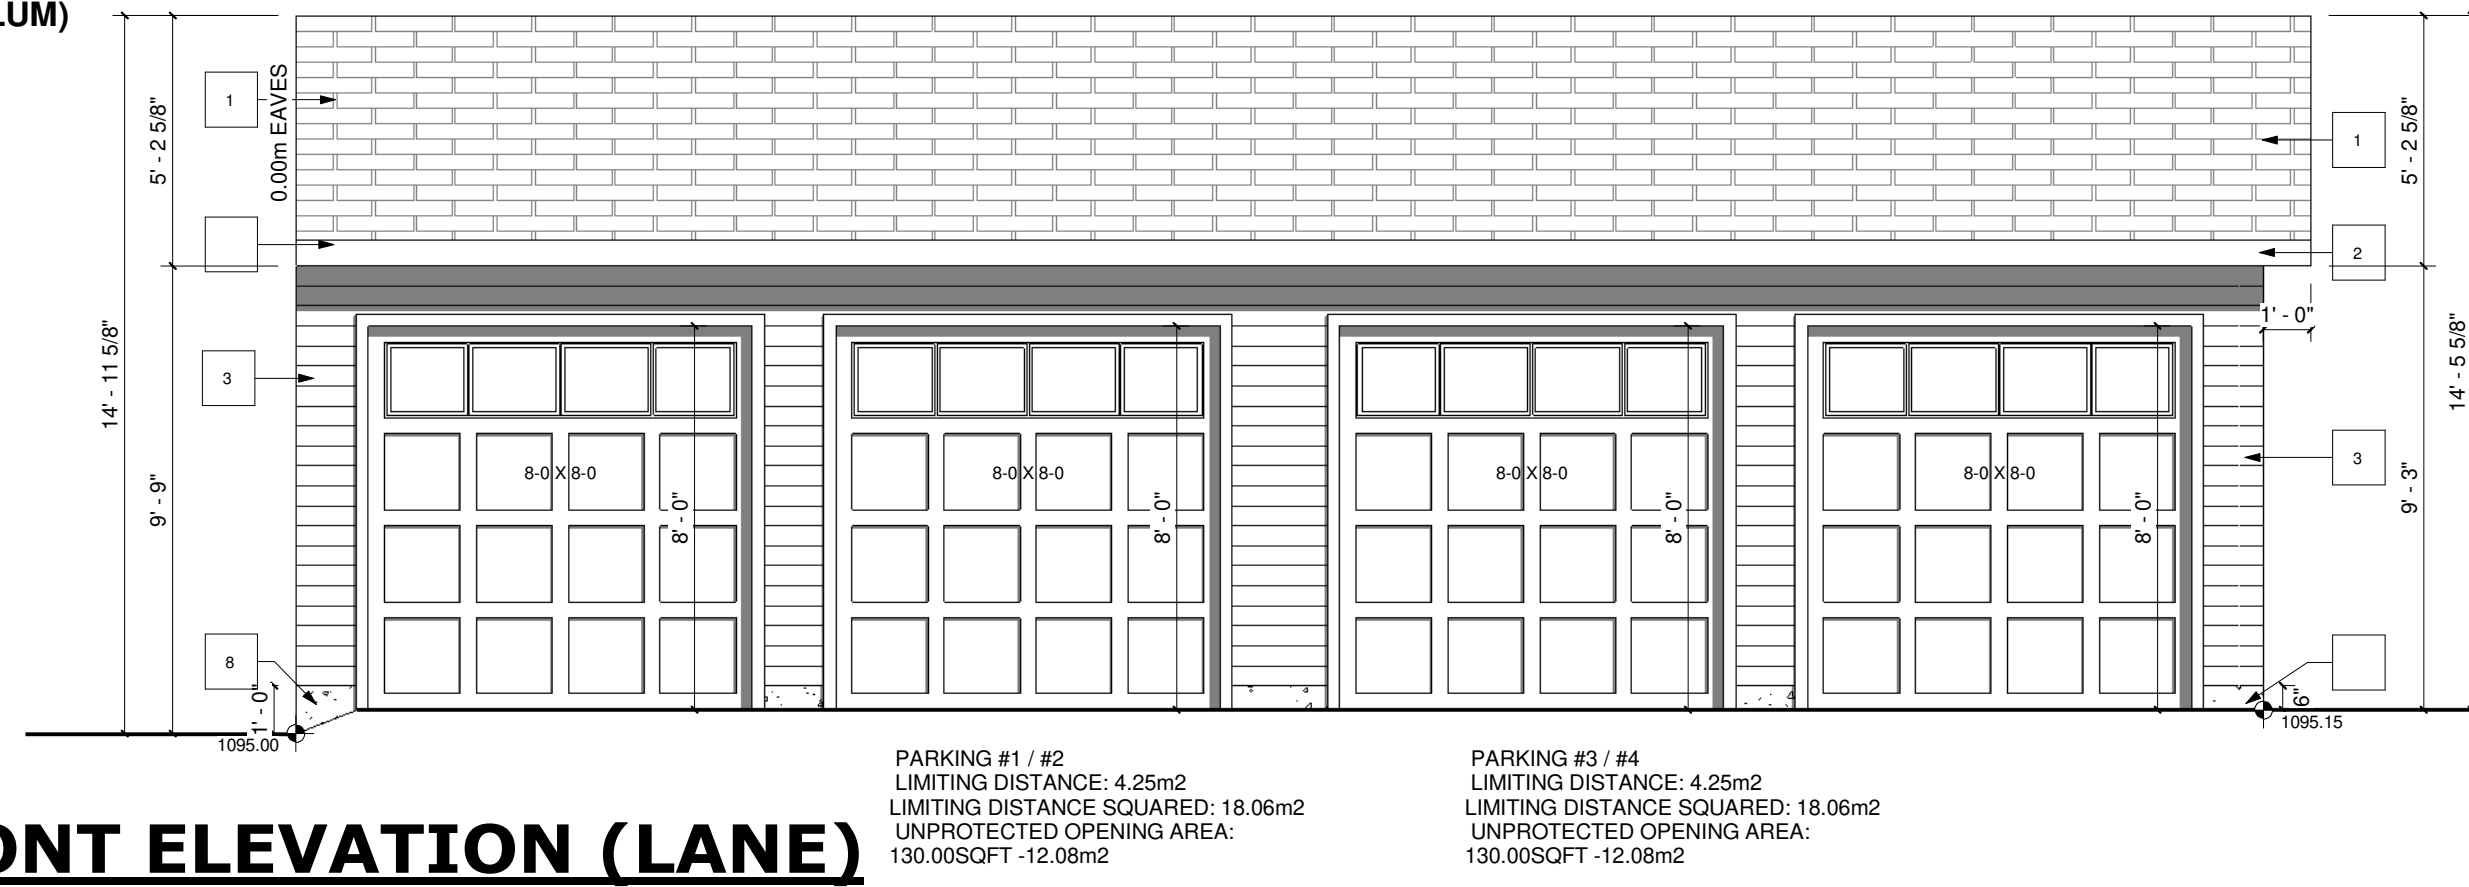 LUM)
0.00m EAVES
5' - 2 5/8"
14' - 11 5/8"
9' - 9"
1
3
8
1' - 0"
1095.00
8-0 X 8-0
8' - 0"
8-0 X 8-0
8' - 0"
8-0 X 8-0
8' - 0"
8-0 X 8-0
8' - 0"
1
2
3
1' - 0"
5' - 2 5/8"
14' - 5 5/8"
9' - 3"
6"
1095.15
PARKING #1 / #2
LIMITING DISTANCE: 4.25m2
LIMITING DISTANCE SQUARED: 18.06m2
UNPROTECTED OPENING AREA:
130.00SQFT -12.08m2
PARKING #3 / #4
LIMITING DISTANCE: 4.25m2
LIMITING DISTANCE SQUARED: 18.06m2
UNPROTECTED OPENING AREA:
130.00SQFT -12.08m2
ONT ELEVATION (LANE)